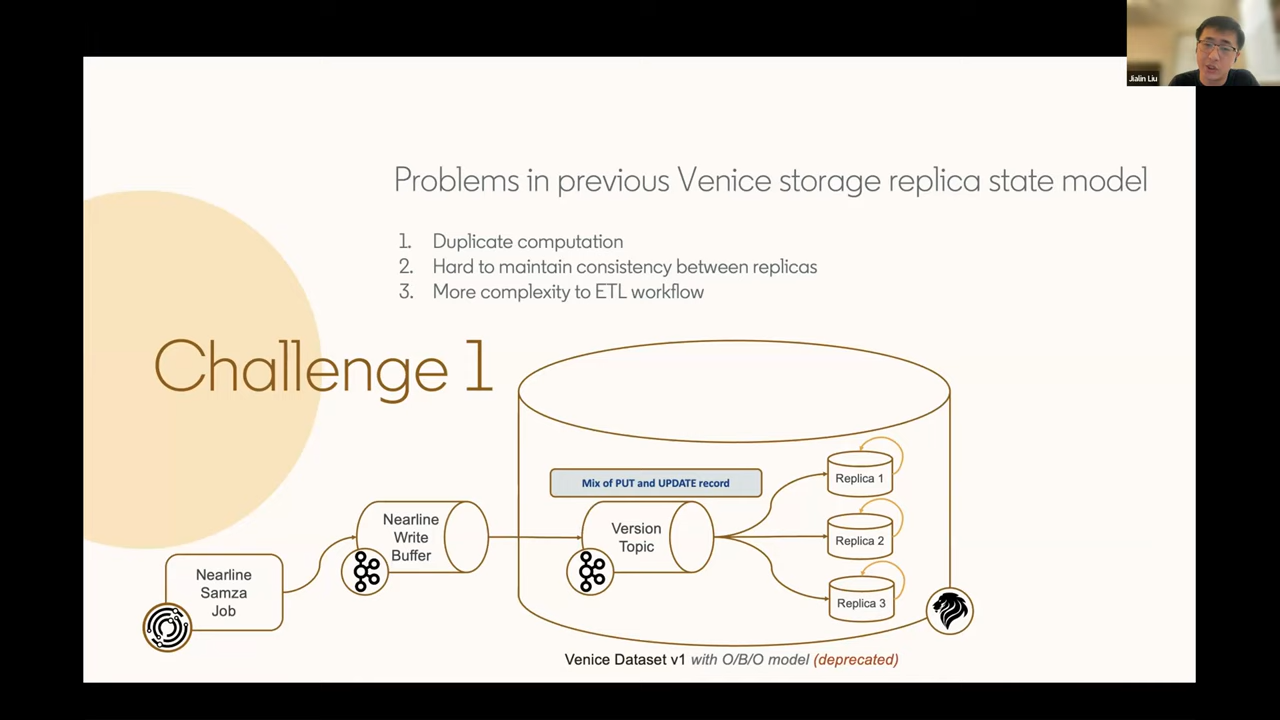 Jialin Liu
Problems in previous Venice storage replica state model
1. Duplicate computation
2. Hard to maintain consistency between replicas
3. More complexity to ETL workflow
Challenge 1
Mix of PUT and UPDATE record
Nearline
Write
Buffer
Version
Topic
Replica 1
Replica 2
Replica 3
Nearline
Samza
Job
Venice Dataset v1 with O/B/O model (deprecated)